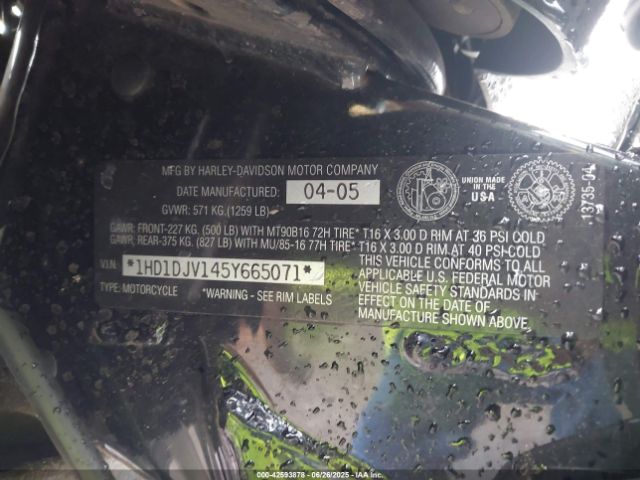 MFG BY HARLEY-DAVIDSON MOTOR COMPANY
DATE MANUFACTURED: 04-05
GVWR: 571 KG. (1259 LB)
UNION MADE
IN THE
U S A
13735-04
GAWR: FRONT-227 KG. (500 LB) WITH MT90B16 72H TIRE* T16 X 3.00 D RIM AT 36 PSI COLD
GAWR: REAR-375 KG. (827 LB) WITH MU/85-16 77H TIRE* T16 X 3.00 D RIM AT 40 PSI-COLD
V.I.N: *1HD1DJV145Y665071*
TYPE: MOTORCYCLE *WARNING - SEE RIM LABELS
THIS VEHICLE CONFORMS TO ALL
APPLICABLE U.S. FEDERAL MOTOR
VEHICLE SAFETY STANDARDS IN
EFFECT ON THE DATE OF
MANUFACTURE SHOWN ABOVE.
000-42593878 06/26/2025 IAAI.COM